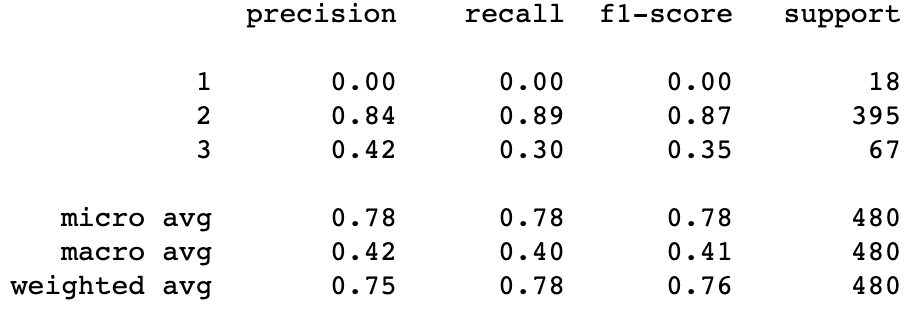 precision recall f1-score support
1 0.00 0.00 0.00 18
2 0.84 0.89 0.87 395
3 0.42 0.30 0.35 67
micro avg 0.78 0.78 0.78 480
macro avg 0.42 0.40 0.41 480
weighted avg 0.75 0.78 0.76 480